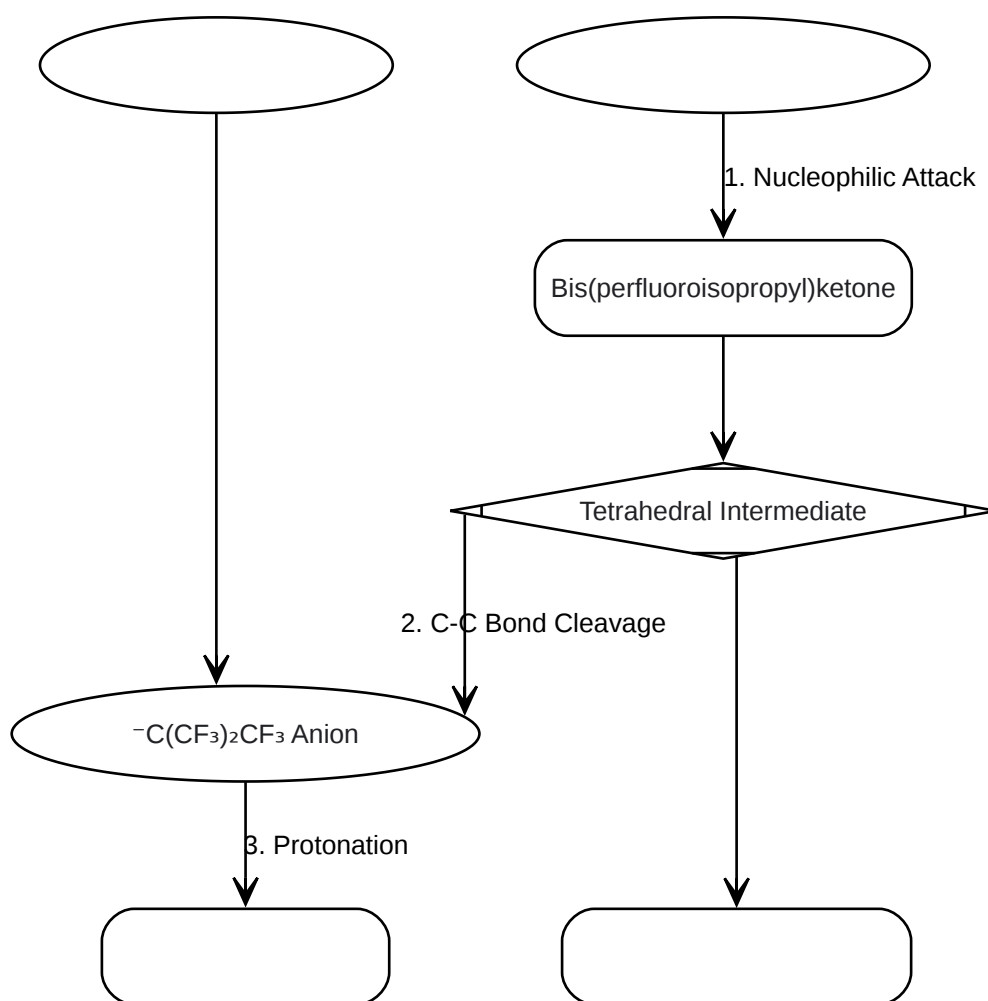 1. Nucleophilic Attack
Bis(perfluoroisopropyl)ketone
Tetrahedral Intermediate
2. C-C Bond Cleavage
⁻C(CF₃)₂CF₃ Anion
3. Protonation